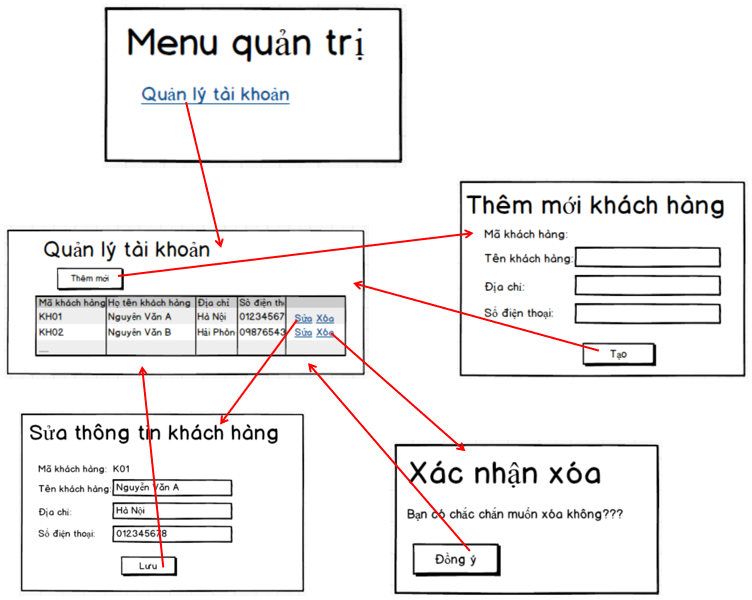 Menu quản trị
Quản lý tài khoản
Quản lý tài khoản
Thêm mới
Mã khách hàng Họ tên khách hàng Địa chỉ Số điện th
KH01 Nguyễn Văn A Hà Nội 01234567 Sửa Xóa
KH02 Nguyễn Văn B Hải Phòn 09876543 Sửa Xóa
....
Thêm mới khách hàng
Mã khách hàng:
Tên khách hàng:
Địa chỉ:
Số điện thoại:
Tạo
Sửa thông tin khách hàng
Mã khách hàng: K01
Tên khách hàng: Nguyễn Văn A
Địa chỉ: Hà Nội
Số điện thoại: 012345678
Lưu
Xác nhận xóa
Bạn có chắc chắn muốn xóa không???
Đồng ý